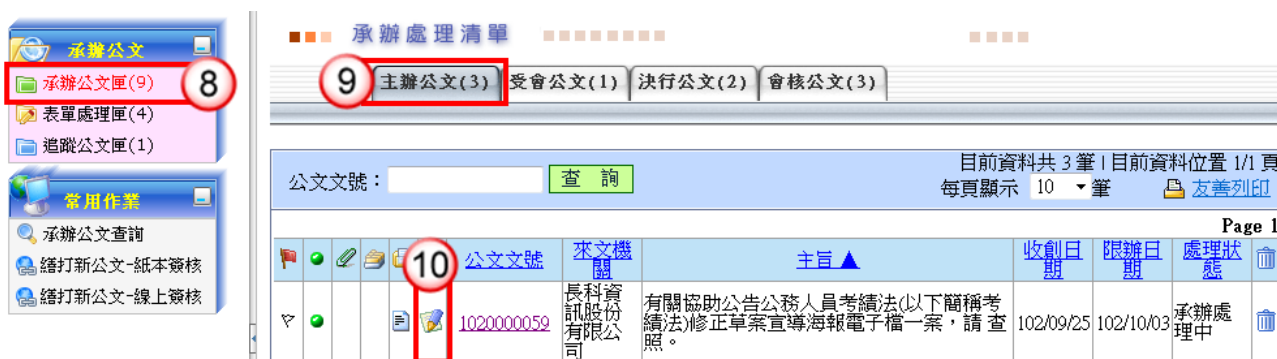 承辦公文
承辦公文匣(9)
8
表單處理匣(4)
追蹤公文匣(1)
常用作業
承辦公文查詢
繕打新公文-紙本簽核
繕打新公文-線上簽核
承辦處理清單
9
主辦公文(3) 受會公文(1) 決行公文(2) 會核公文(3)
目前資料共 3 筆 | 目前資料位置 1/1 頁
公文文號： 查 詢
每頁顯示 10 筆 友善列印
Page 1
10
公文文號 來文機關 主旨▲ 收創日期 限辦日期 處理狀態
1020000059
長科資
訊股份
有限公
司
有關協助公告公務人員考績法(以下簡稱考
績法)修正草案宣導海報電子檔一案，請 查
照。
102/09/25 102/10/03
承辦處
理中